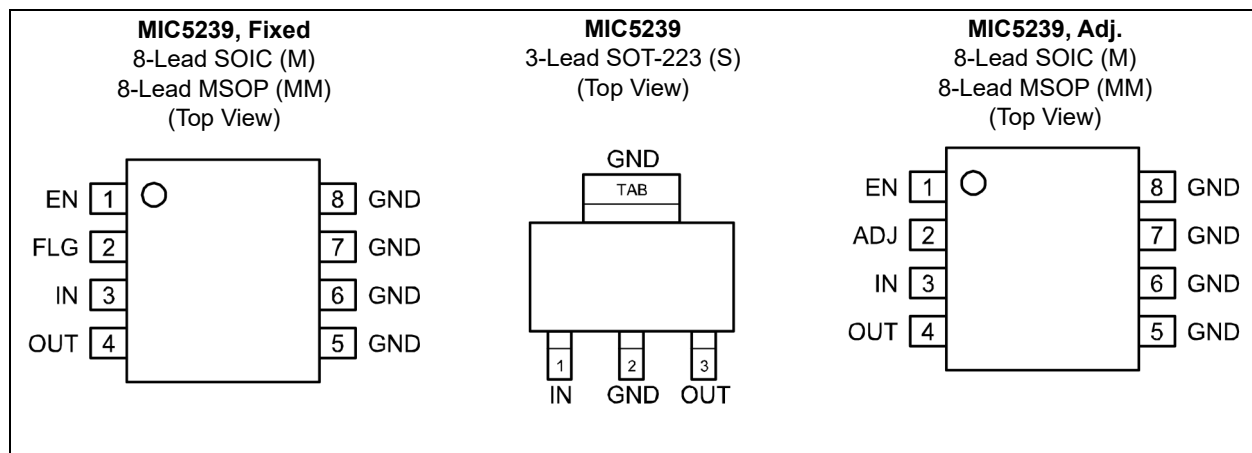 MIC5239, Fixed
8-Lead SOIC (M)
8-Lead MSOP (MM)
(Top View)
EN 1 8 GND
FLG 2 7 GND
IN 3 6 GND
OUT 4 5 GND
MIC5239
3-Lead SOT-223 (S)
(Top View)
GND
TAB
1 2 3
IN GND OUT
MIC5239, Adj.
8-Lead SOIC (M)
8-Lead MSOP (MM)
(Top View)
EN 1 8 GND
ADJ 2 7 GND
IN 3 6 GND
OUT 4 5 GND